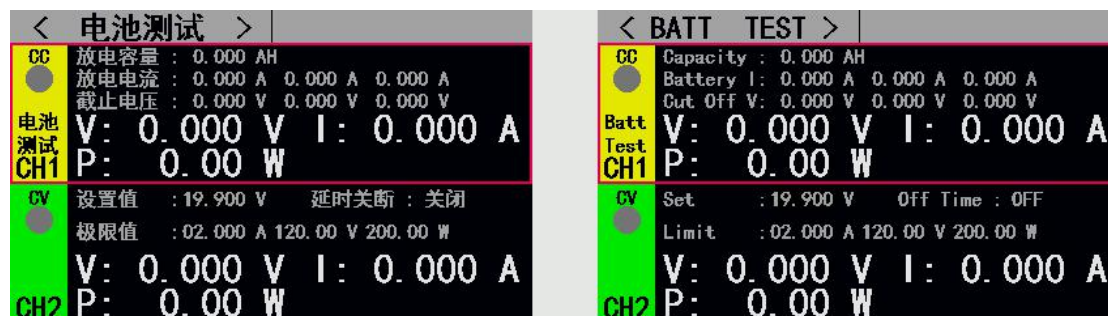 < 电池测试 >
CC
放电容量 : 0.000 AH
放电电流 : 0.000 A 0.000 A 0.000 A
截止电压 : 0.000 V 0.000 V 0.000 V
电池
测试
CH1
V: 0.000 V I: 0.000 A
P: 0.00 W
CV
设置值 :19.900 V 延时关断 : 关闭
极限值 :02.000 A 120.00 V 200.00 W
V: 0.000 V I: 0.000 A
CH2
P: 0.00 W
< BATT TEST >
CC
Capacity : 0.000 AH
Battery I: 0.000 A 0.000 A 0.000 A
Cut Off V: 0.000 V 0.000 V 0.000 V
Batt
Test
CH1
V: 0.000 V I: 0.000 A
P: 0.00 W
CV
Set :19.900 V Off Time : OFF
Limit :02.000 A 120.00 V 200.00 W
V: 0.000 V I: 0.000 A
CH2
P: 0.00 W